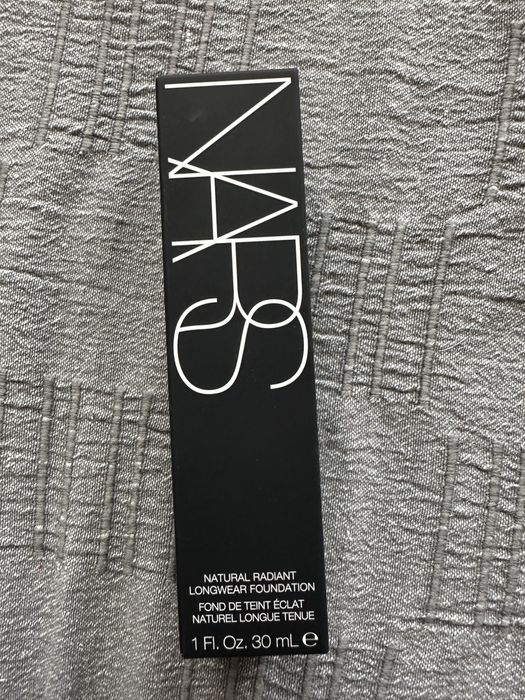 NARS
NATURAL RADIANT
LONGWEAR FOUNDATION
FOND DE TEINT ÉCLAT
NATUREL LONGUE TENUE
1 Fl. Oz. 30 mL ℮